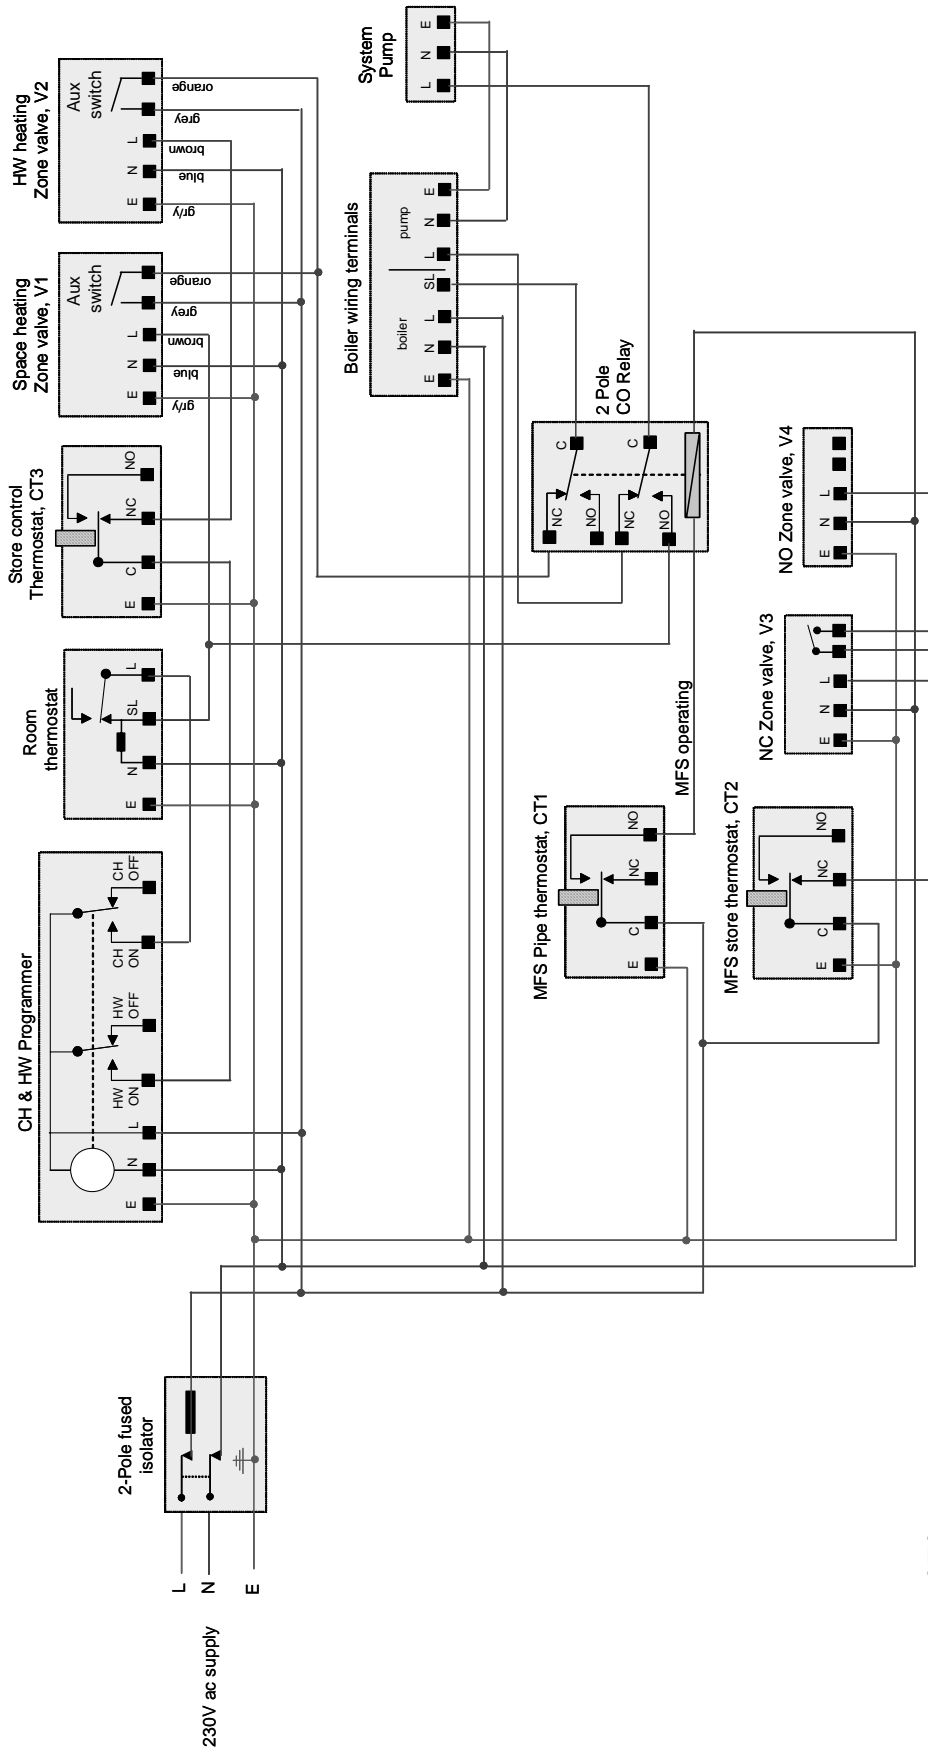 230V ac supply
L
N
E
2-Pole fused
isolator
CH & HW Programmer
E
N
L
HW
ON
HW
OFF
CH
ON
CH
OFF
Room
thermostat
E
N
SL
L
Store control
Thermostat, CT3
E
C
NC
NO
Space heating
Zone valve, V1
E
N
L
Aux
switch
gr/y
blue
brown
grey
orange
HW heating
Zone valve, V2
E
N
L
Aux
switch
gr/y
blue
brown
grey
orange
Boiler wiring terminals
boiler
pump
E
N
L
SL
L
N
E
System
Pump
L
N
E
2 Pole
CO Relay
NC
NO
NC
NO
C
C
MFS operating
MFS Pipe thermostat, CT1
E
C
NC
NO
MFS store thermostat, CT2
E
C
NC
NO
NC Zone valve, V3
E
N
L
NO Zone valve, V4
E
N
L